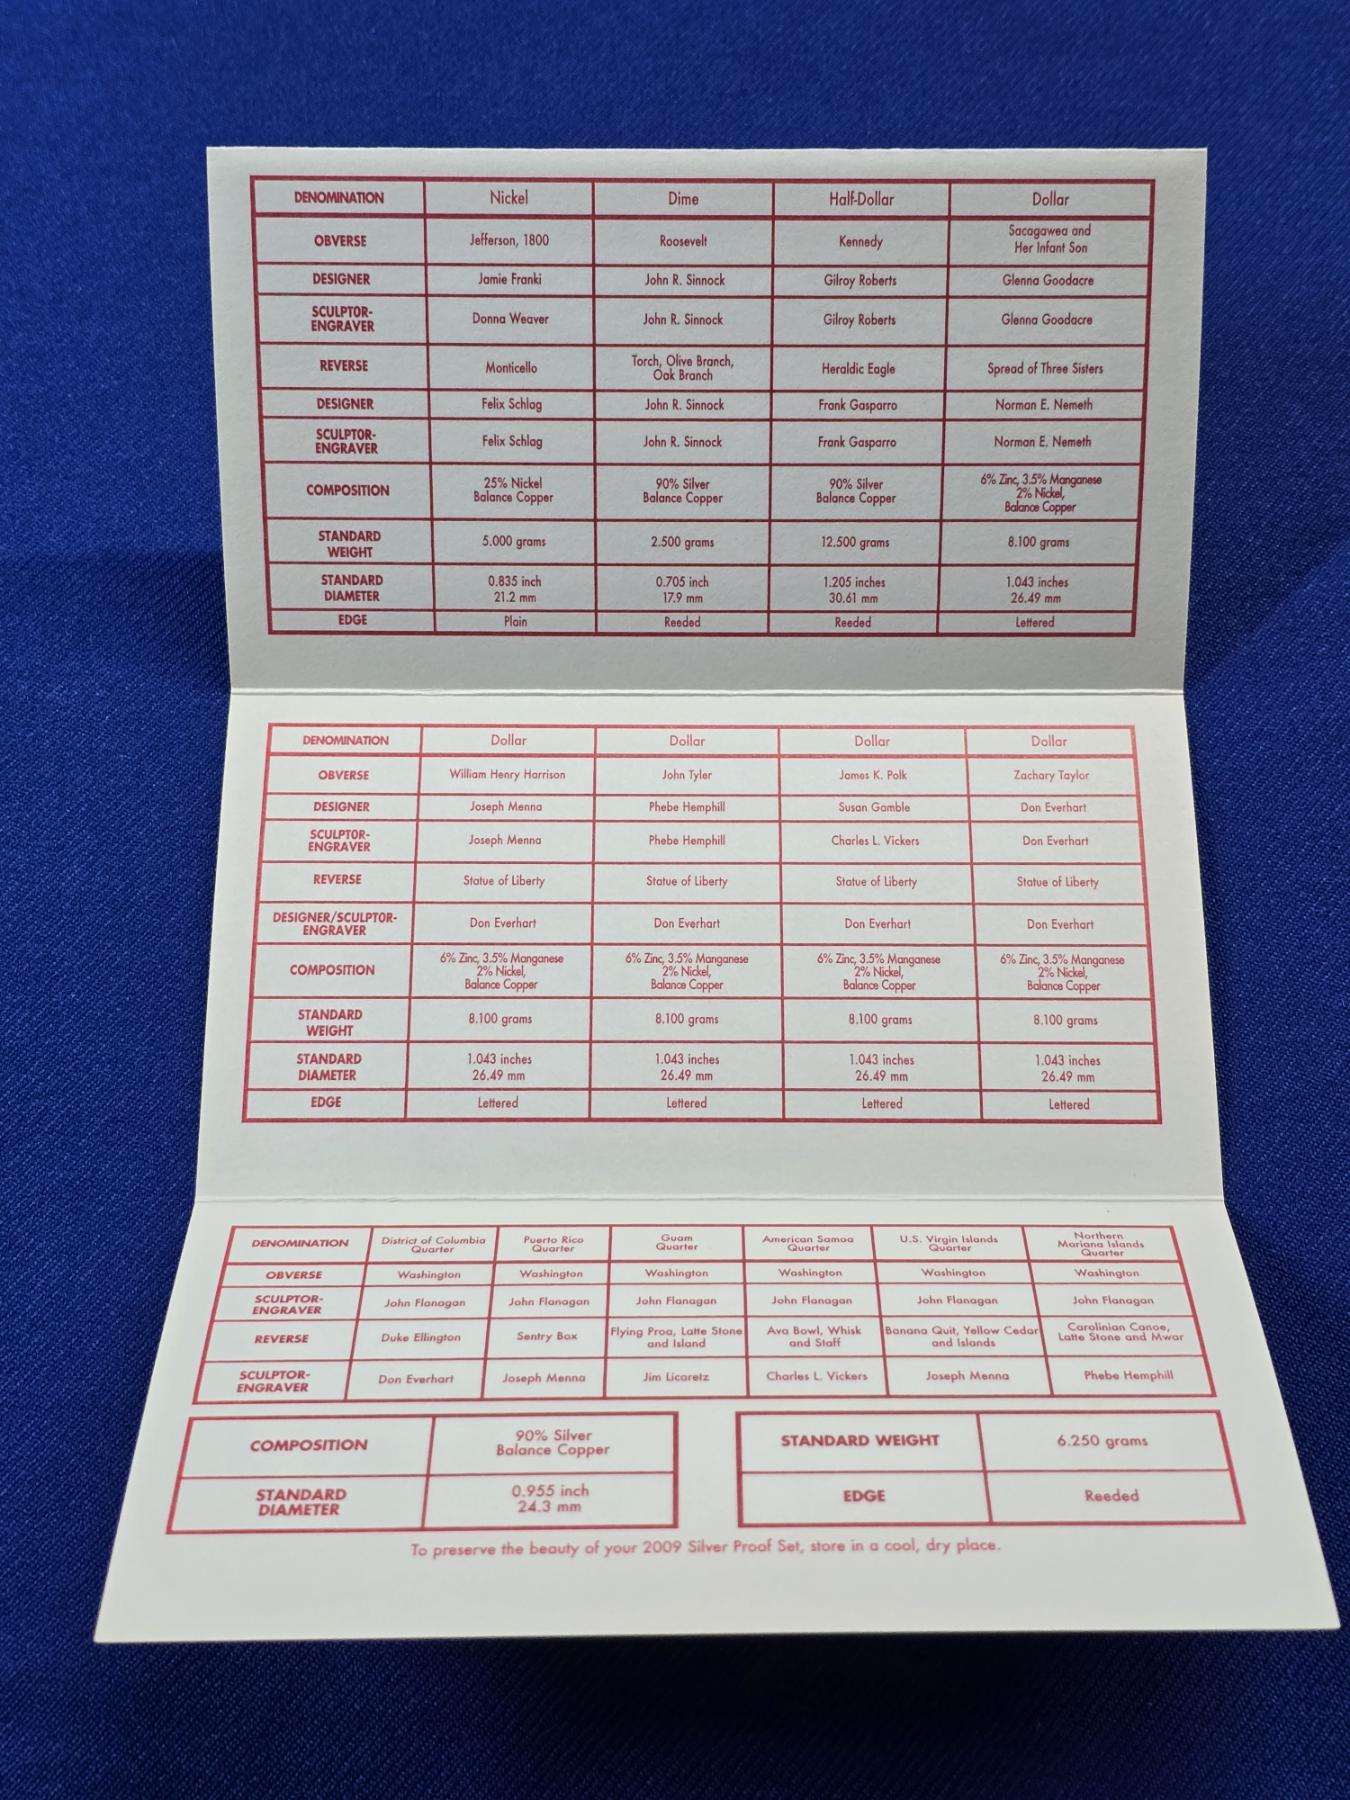 DENOMINATION Nickel Dime Half-Dollar Dollar
OBVERSE Jefferson, 1800 Roosevelt Kennedy Sacagawea and
Her Infant Son
DESIGNER Jamie Franki John R. Sinnock Gilroy Roberts Glenna Goodacre
SCULPTOR-
ENGRAVER Donna Weaver John R. Sinnock Gilroy Roberts Glenna Goodacre
REVERSE Monticello Torch, Olive Branch,
Oak Branch Heraldic Eagle Spread of Three Sisters
DESIGNER Felix Schlag John R. Sinnock Frank Gasparro Norman E. Nemeth
SCULPTOR-
ENGRAVER Felix Schlag John R. Sinnock Frank Gasparro Norman E. Nemeth
COMPOSITION 25% Nickel
Balance Copper 90% Silver
Balance Copper 90% Silver
Balance Copper 6% Zinc, 3.5% Manganese
2% Nickel,
Balance Copper
STANDARD
WEIGHT 5.000 grams 2.500 grams 12.500 grams 8.100 grams
STANDARD
DIAMETER 0.835 inch
21.2 mm 0.705 inch
17.9 mm 1.205 inches
30.61 mm 1.043 inches
26.49 mm
EDGE Plain Reeded Reeded Lettered
DENOMINATION Dollar Dollar Dollar Dollar
OBVERSE William Henry Harrison John Tyler James K. Polk Zachary Taylor
DESIGNER Joseph Menna Phebe Hemphill Susan Gamble Don Everhart
SCULPTOR-
ENGRAVER Joseph Menna Phebe Hemphill Charles L. Vickers Don Everhart
REVERSE Statue of Liberty Statue of Liberty Statue of Liberty Statue of Liberty
DESIGNER/SCULPTOR-
ENGRAVER Don Everhart Don Everhart Don Everhart Don Everhart
COMPOSITION 6% Zinc, 3.5% Manganese
2% Nickel,
Balance Copper 6% Zinc, 3.5% Manganese
2% Nickel,
Balance Copper 6% Zinc, 3.5% Manganese
2% Nickel,
Balance Copper 6% Zinc, 3.5% Manganese
2% Nickel,
Balance Copper
STANDARD
WEIGHT 8.100 grams 8.100 grams 8.100 grams 8.100 grams
STANDARD
DIAMETER 1.043 inches
26.49 mm 1.043 inches
26.49 mm 1.043 inches
26.49 mm 1.043 inches
26.49 mm
EDGE Lettered Lettered Lettered Lettered
DENOMINATION District of Columbia
Quarter Puerto Rico
Quarter Guam
Quarter American Samoa
Quarter U.S. Virgin Islands
Quarter Northern
Mariana Islands
Quarter
OBVERSE Washington Washington Washington Washington Washington Washington
SCULPTOR-
ENGRAVER John Flanagan John Flanagan John Flanagan John Flanagan John Flanagan John Flanagan
REVERSE Duke Ellington Sentry Box Flying Proa, Latte Stone
and Island Ava Bowl, Whisk
and Staff Banana Quit, Yellow Cedar
and Islands Carolinian Canoe,
Latte Stone and Mwar
SCULPTOR-
ENGRAVER Don Everhart Joseph Menna Jim Licaretz Charles L. Vickers Joseph Menna Phebe Hemphill
COMPOSITION 90% Silver
Balance Copper
STANDARD
DIAMETER 0.955 inch
24.3 mm
STANDARD WEIGHT 6.250 grams
EDGE Reeded
To preserve the beauty of your 2009 Silver Proof Set, store in a cool, dry place.